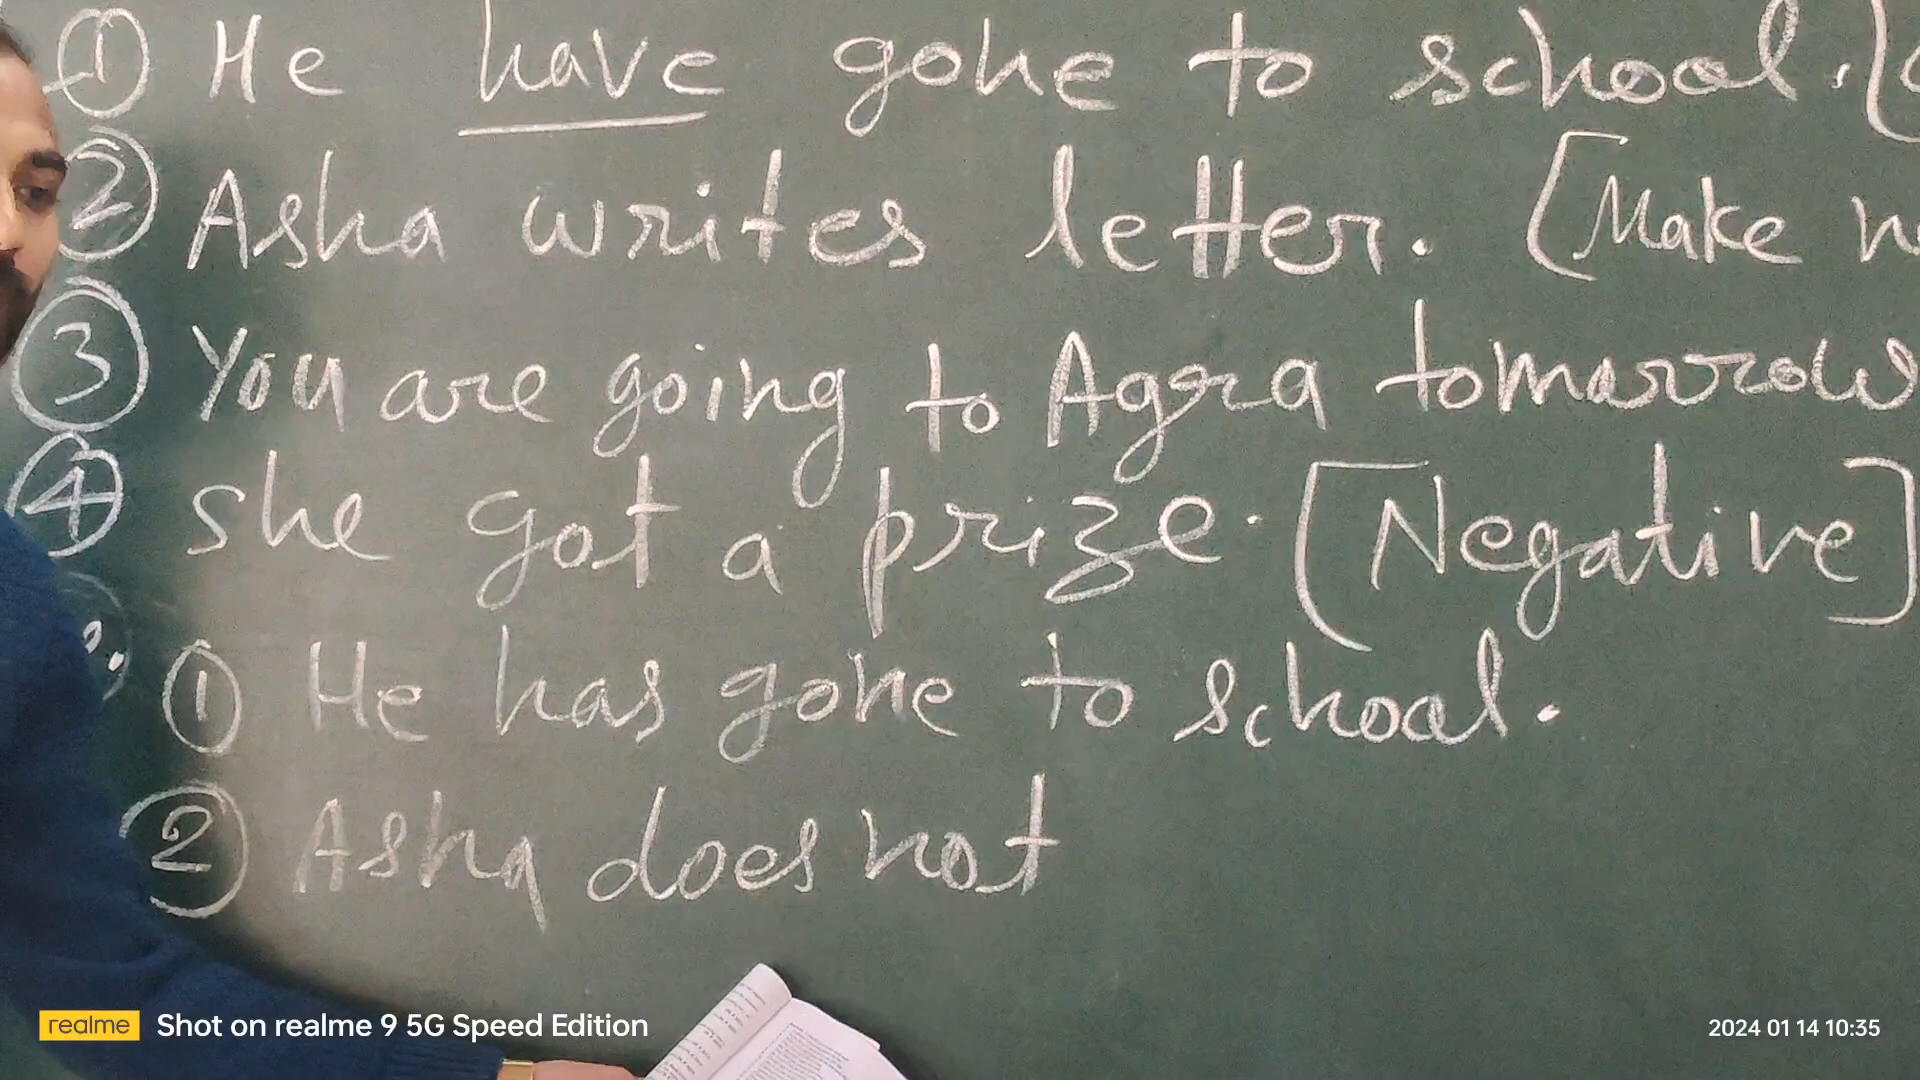 ① He have gone to school.
② Asha writes letter. [Make
③ You are going to Agra tomorrow
④ She got a prize. [Negative]
① He has gone to school.
② Asha does not
realme Shot on realme 9 5G Speed Edition
2024 01 14 10:35